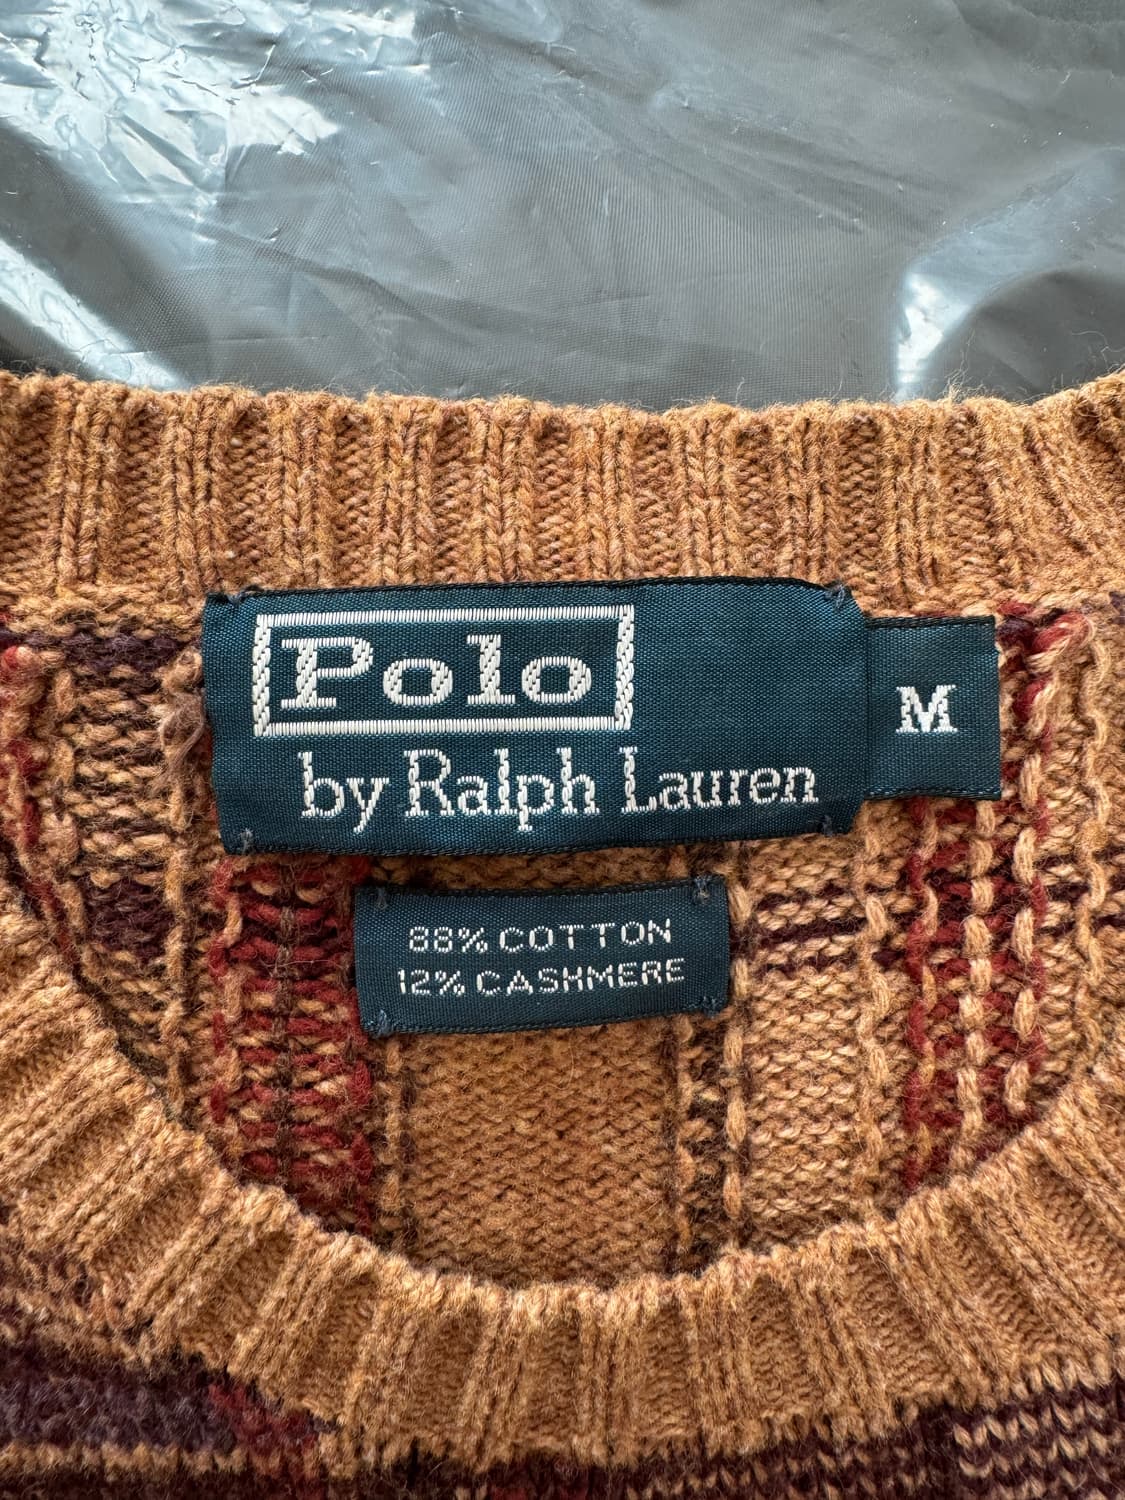 Polo
by Ralph Lauren
M
88% COTTON
12% CASHMERE